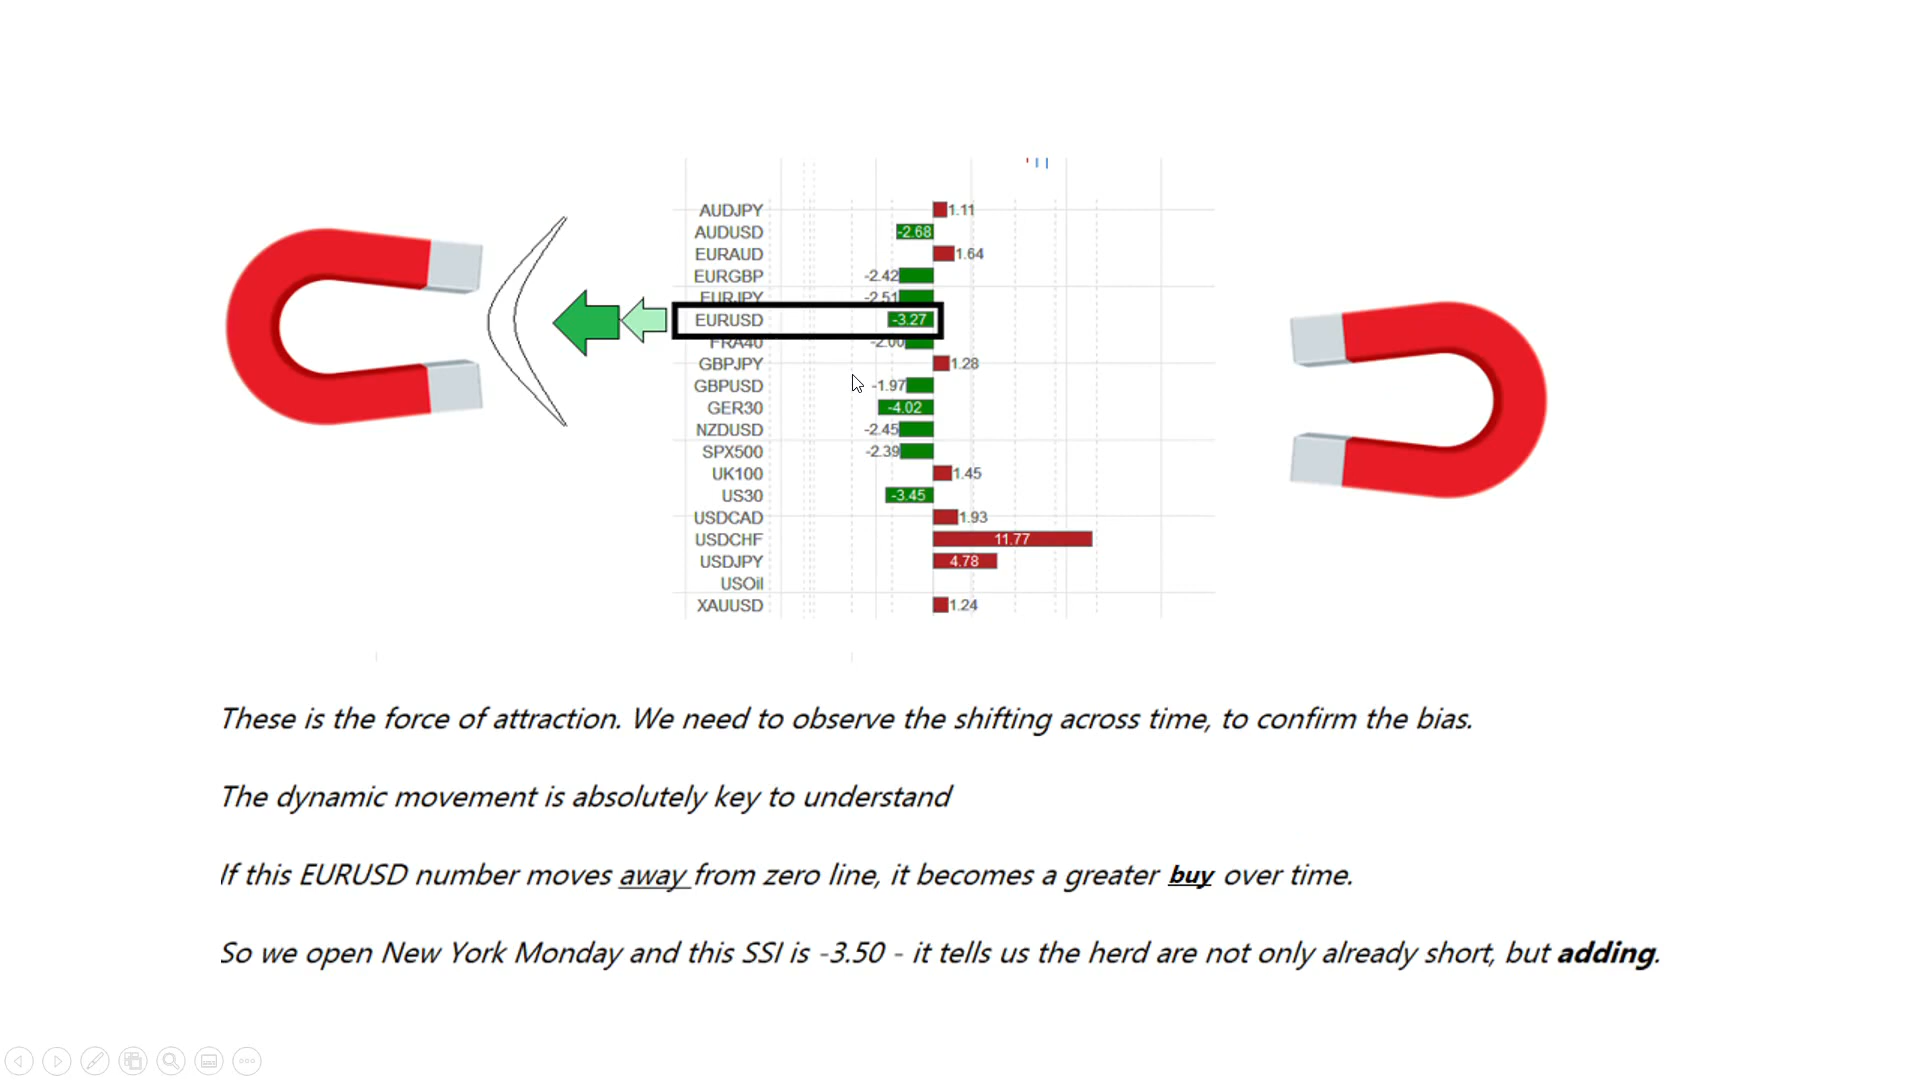 AUDJPY 1.11
AUDUSD -2.68
EURAUD 1.64
EURGBP -2.42
EURJPY -2.51
EURUSD -3.27
FRA40 -2.00
GBPJPY 1.28
GBPUSD -1.97
GER30 -4.02
NZDUSD -2.45
SPX500 -2.39
UK100 1.45
US30 -3.45
USDCAD 1.93
USDCHF 11.77
USDJPY 4.78
USOil
XAUUSD 1.24
These is the force of attraction. We need to observe the shifting across time, to confirm the bias.
The dynamic movement is absolutely key to understand
If this EURUSD number moves away from zero line, it becomes a greater buy over time.
So we open New York Monday and this SSI is -3.50 - it tells us the herd are not only already short, but adding.